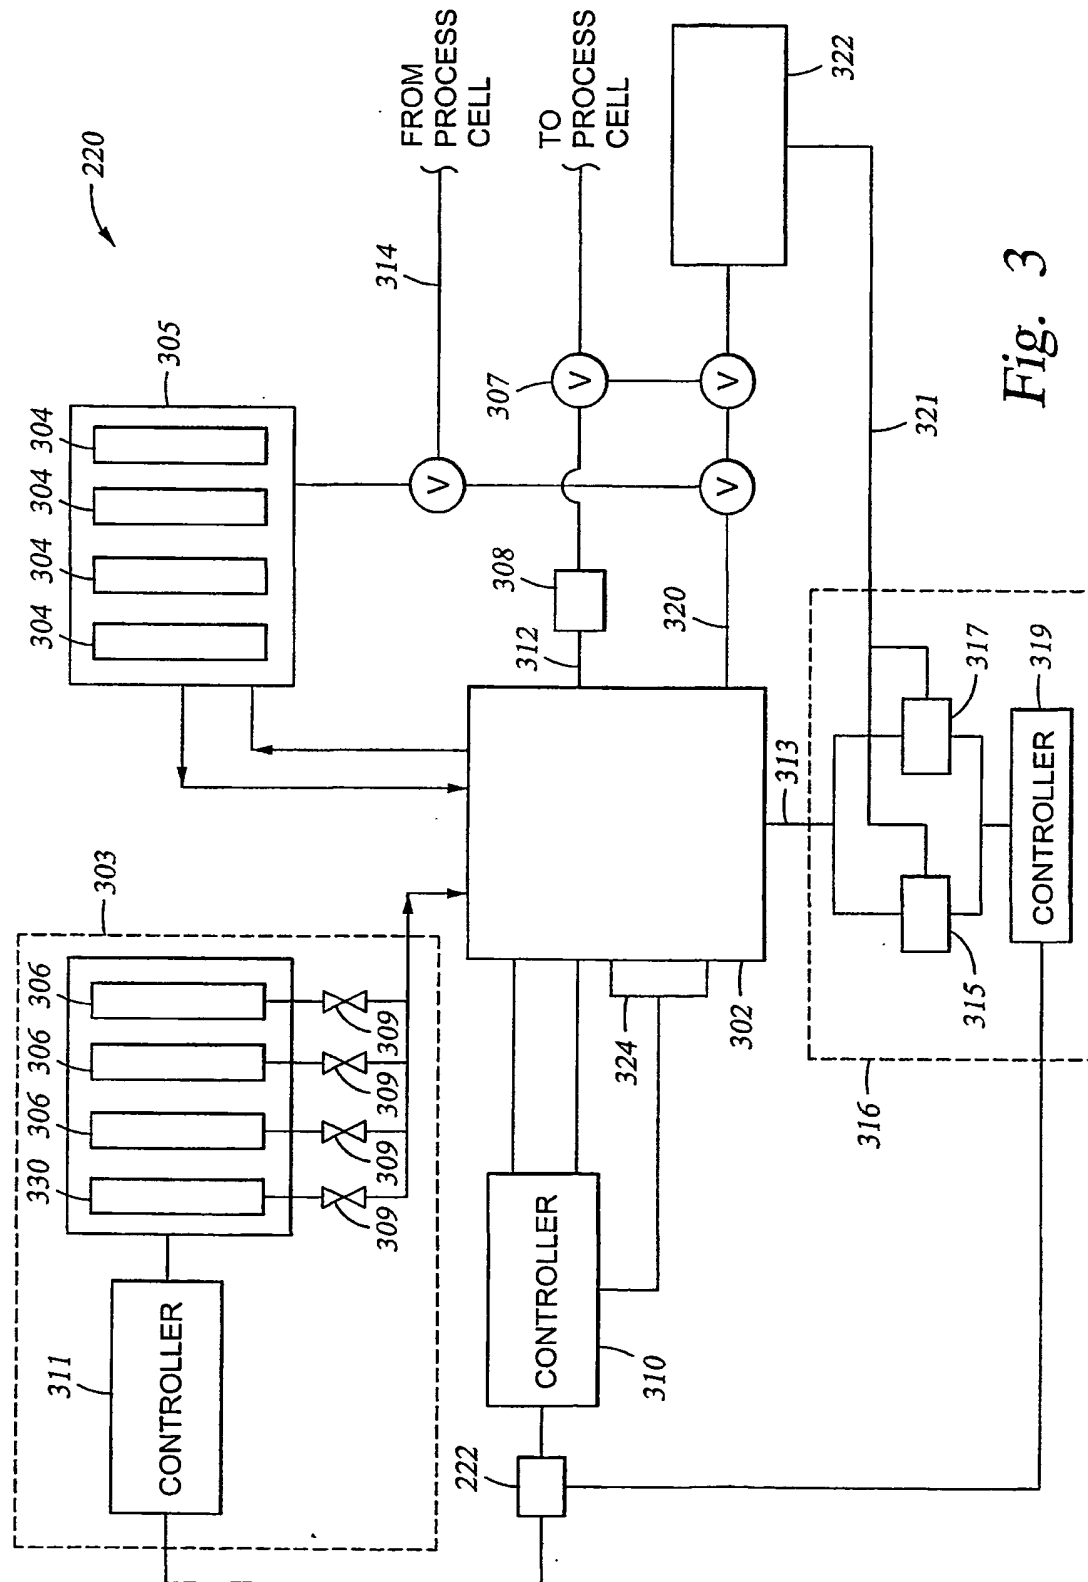 220
305
304
304
304
304
314
FROM
PROCESS
CELL
TO
PROCESS
CELL
V
307
V
V
V
322
308
312
320
321
303
306
306
306
330
309
309
309
309
311
CONTROLLER
302
324
313
CONTROLLER
310
222
316
315
317
319
CONTROLLER
Fig. 3